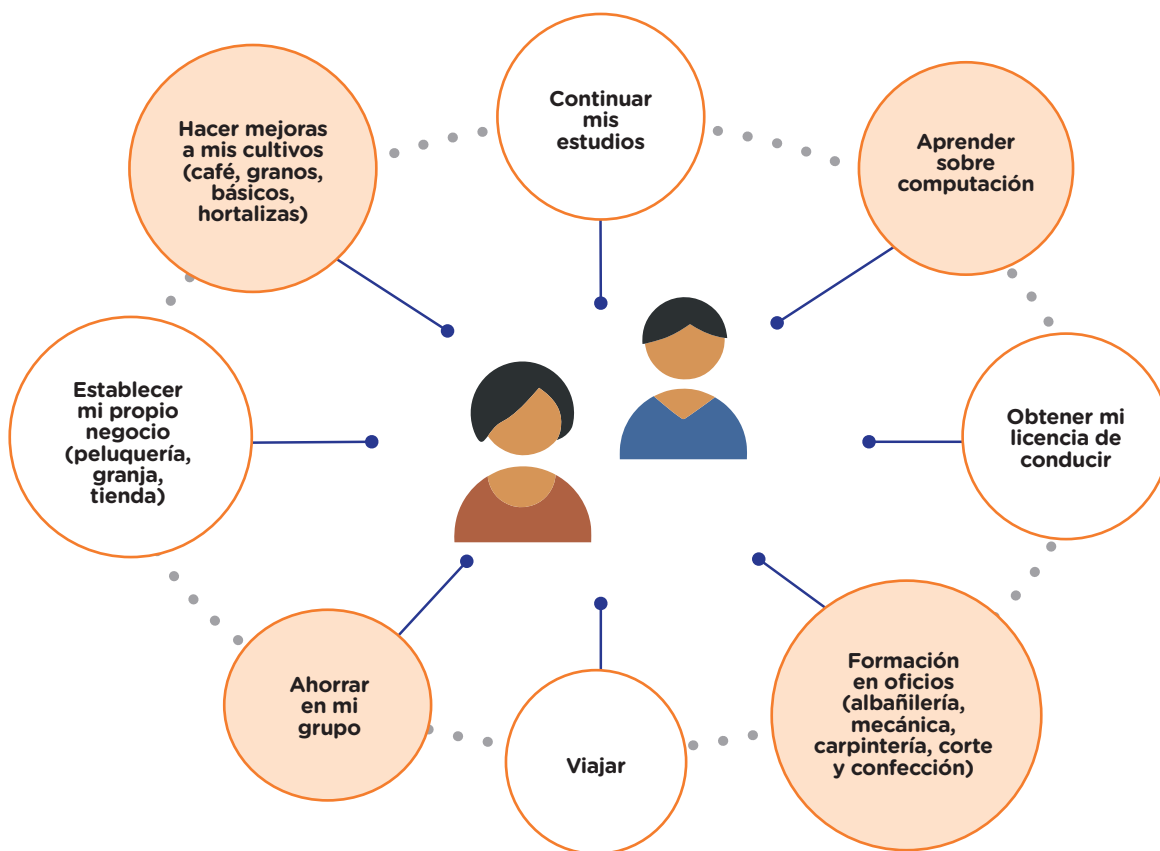 Continuar
mis
estudios
Aprender
sobre
computación
Obtener mi
licencia de
conducir
Formación
en oficios
(albañilería,
mecánica,
carpintería, corte
y confección)
Viajar
Ahorrar
en mi
grupo
Establecer
mi propio
negocio
(peluquería,
granja,
tienda)
Hacer mejoras
a mis cultivos
(café, granos,
básicos,
hortalizas)